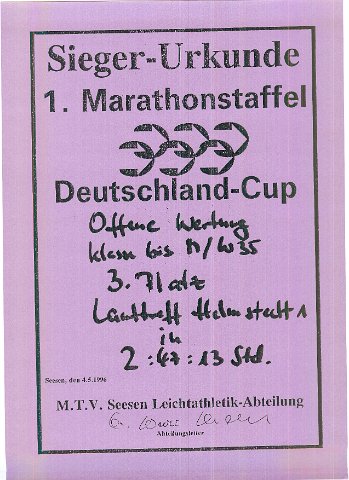 Sieger-Urkunde
1. Marathonstaffel
Deutschland-Cup
Offene Wertung
klasse bis M/W35
3. Platz
Lauftreff Helmstedt 1
in
2:47:13 Std.
Seesen, den 4.5.1996
M.T.V. Seesen Leichtathletik-Abteilung
Abteilungsleiter